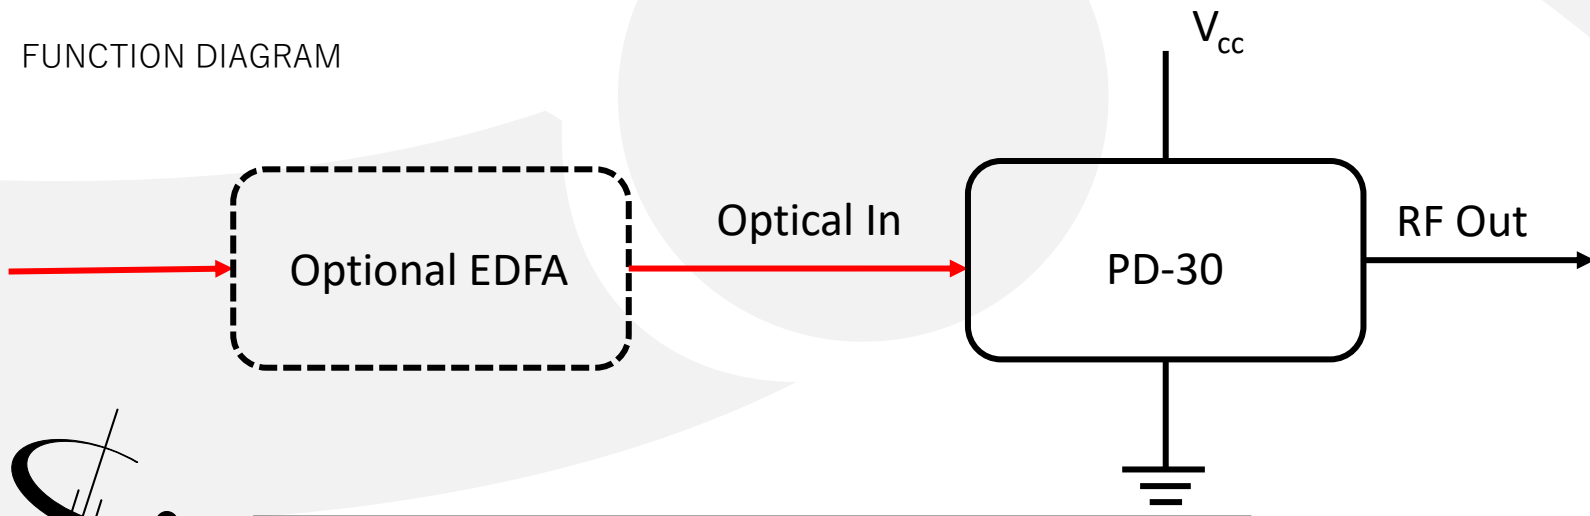 FUNCTION DIAGRAM
Vcc
Optional EDFA
Optical In
PD-30
RF Out